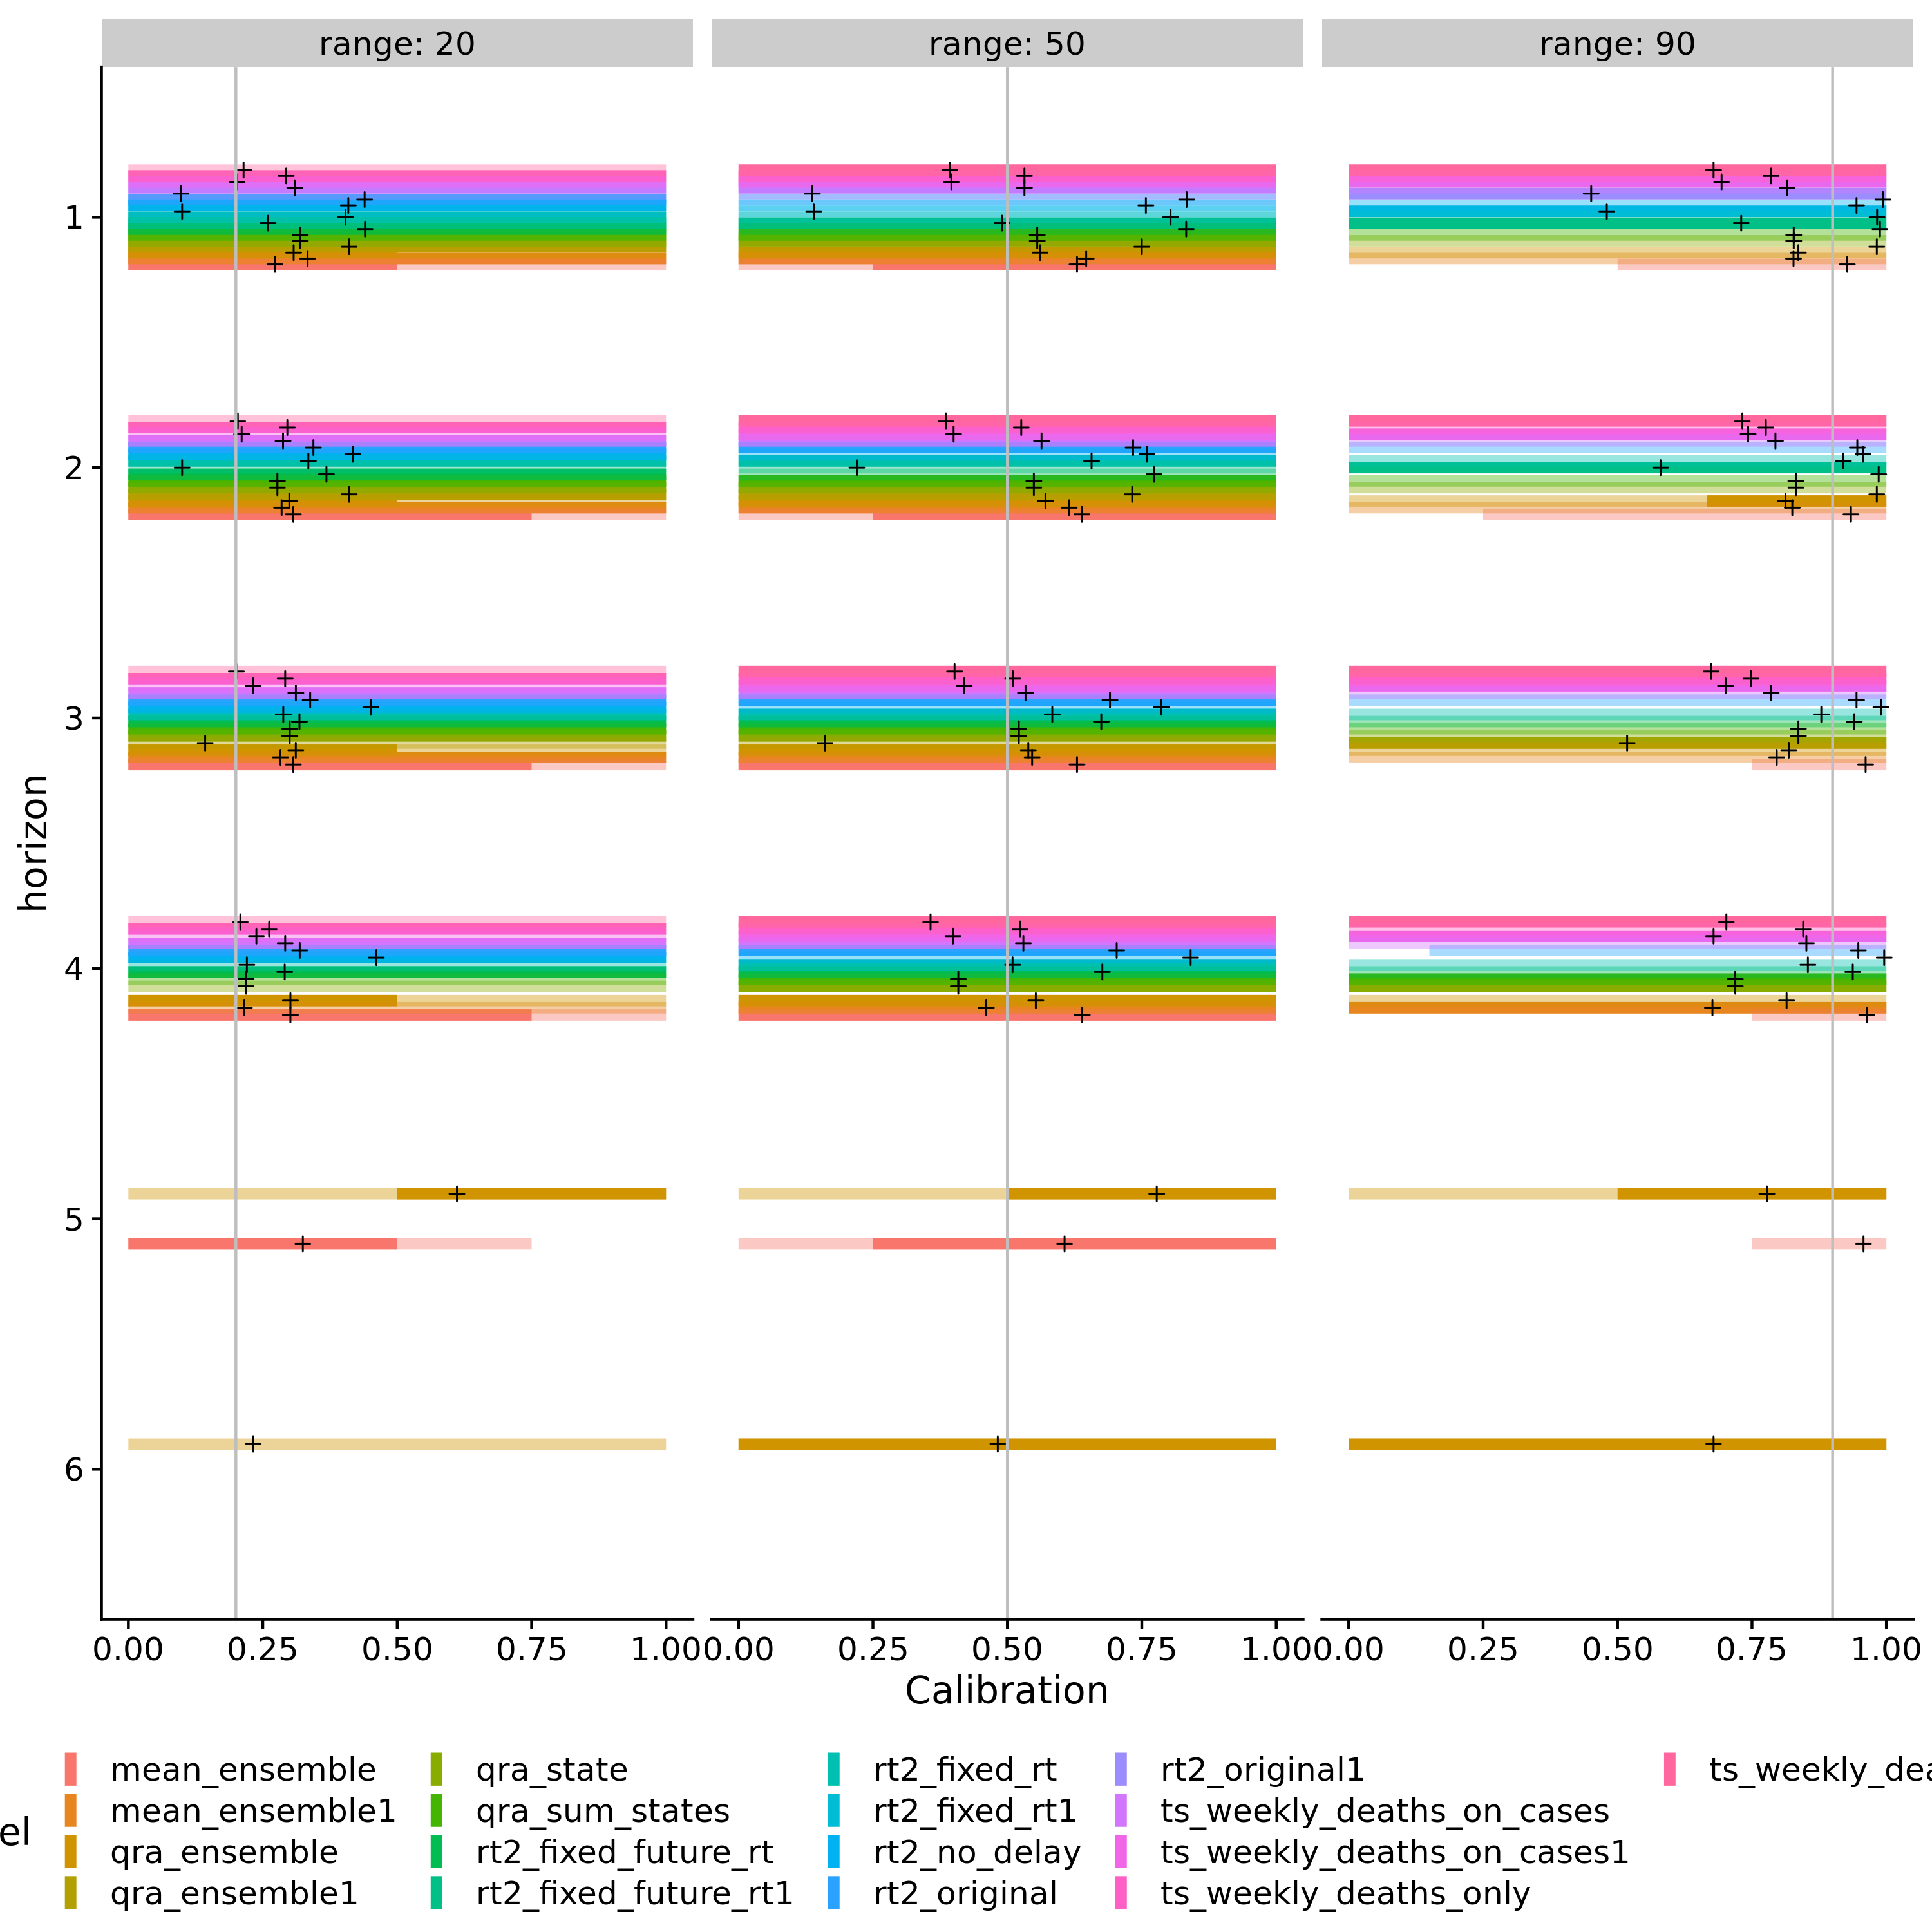 range: 20 range: 50 range: 90
1
2
3
4
5
6
horizon
0.00 0.25 0.50 0.75 1.00 0.00 0.25 0.50 0.75 1.00 0.00 0.25 0.50 0.75 1.00
Calibration
el
mean_ensemble qra_state rt2_fixed_rt rt2_original1 ts_weekly_dea
mean_ensemble1 qra_sum_states rt2_fixed_rt1 ts_weekly_deaths_on_cases
qra_ensemble rt2_fixed_future_rt rt2_no_delay ts_weekly_deaths_on_cases1
qra_ensemble1 rt2_fixed_future_rt1 rt2_original ts_weekly_deaths_only